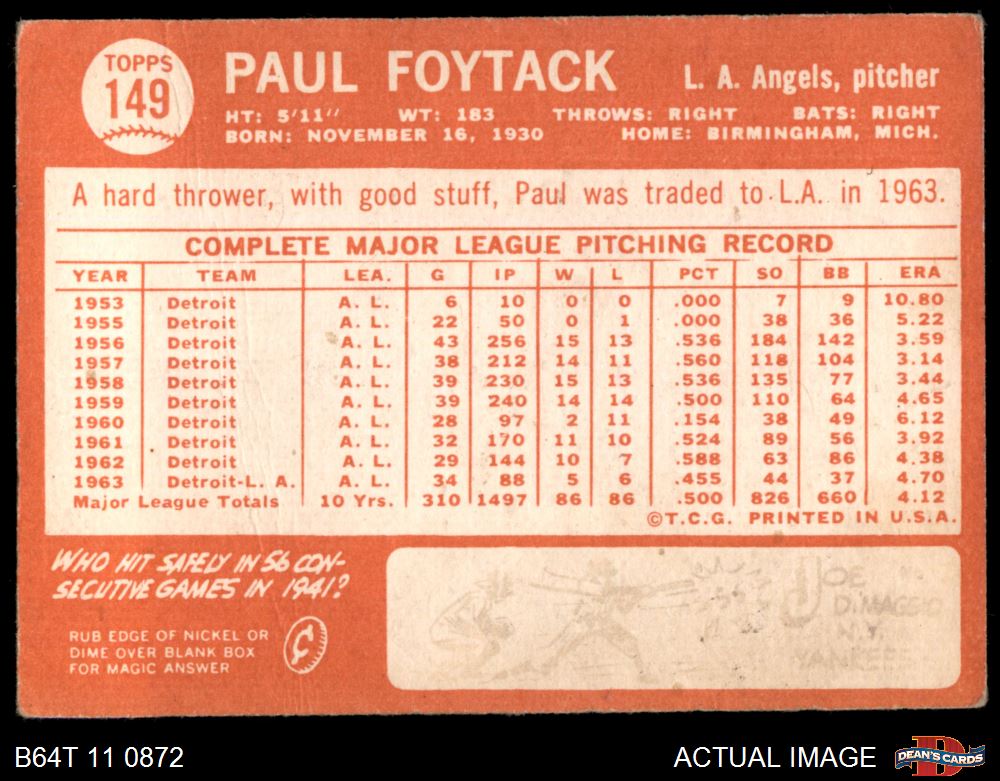 TOPPS
149
PAUL FOYTACK
L. A. Angels, pitcher
HT: 5'11" WT: 183 THROWS: RIGHT BATS: RIGHT
BORN: NOVEMBER 16, 1930 HOME: BIRMINGHAM, MICH.
A hard thrower, with good stuff, Paul was traded to L.A. in 1963.
COMPLETE MAJOR LEAGUE PITCHING RECORD
YEAR TEAM LEA. G IP W L PCT SO BB ERA
1953 Detroit A. L. 6 10 0 0 .000 7 9 10.80
1955 Detroit A. L. 22 50 0 1 .000 38 36 5.22
1956 Detroit A. L. 43 256 15 13 .536 184 142 3.59
1957 Detroit A. L. 38 212 14 11 .560 118 104 3.14
1958 Detroit A. L. 39 230 15 13 .536 135 77 3.44
1959 Detroit A. L. 39 240 14 14 .500 110 64 4.65
1960 Detroit A. L. 28 97 2 11 .154 38 49 6.12
1961 Detroit A. L. 32 170 11 10 .524 89 56 3.92
1962 Detroit A. L. 29 144 10 7 .588 63 86 4.38
1963 Detroit-L. A. A. L. 34 88 5 6 .455 44 37 4.70
Major League Totals 10 Yrs. 310 1497 86 86 .500 826 660 4.12
©T.C.G. PRINTED IN U.S.A.
WHO HIT SAFELY IN 56 CON-
SECUTIVE GAMES IN 1941?
RUB EDGE OF NICKEL OR
DIME OVER BLANK BOX
FOR MAGIC ANSWER
¢
JOE
DIMAGGIO
N.Y.
YANKEES
B64T 11 0872
ACTUAL IMAGE
DEAN'S CARDS